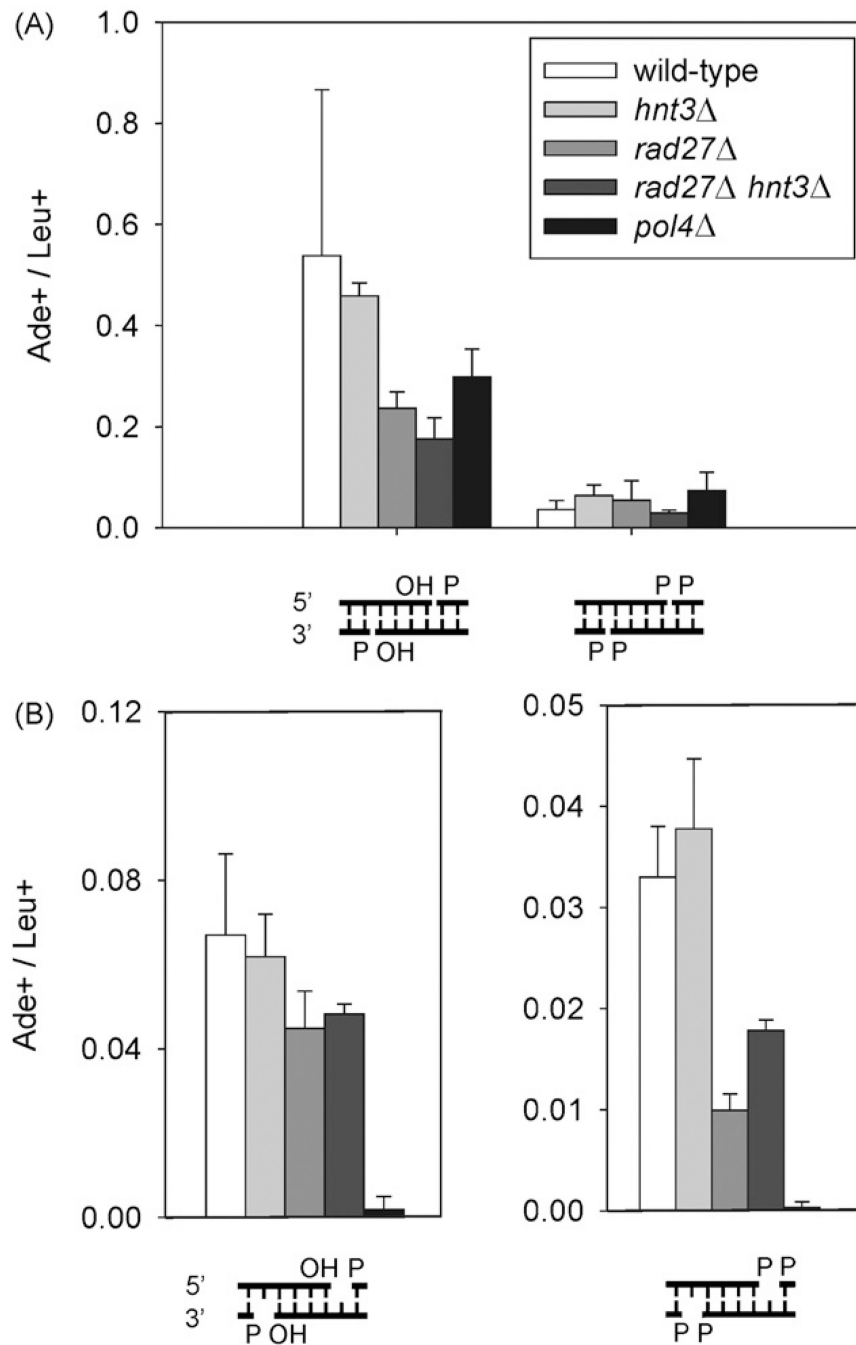 (A)
1.0
0.8
0.6
0.4
0.2
0.0
Ade+ / Leu+
wild-type
hnt3Δ
rad27Δ
rad27Δ hnt3Δ
pol4Δ
OH P
5’
3’
P OH
P P
P P
(B)
0.12
0.08
0.04
0.00
Ade+ / Leu+
0.05
0.04
0.03
0.02
0.01
0.00
OH P
5’
3’
P OH
P P
P P